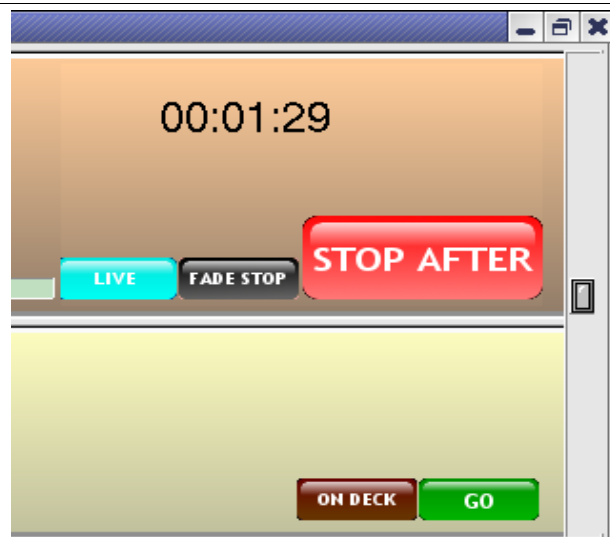 00:01:29
LIVE
FADE STOP
STOP AFTER
ON DECK
GO